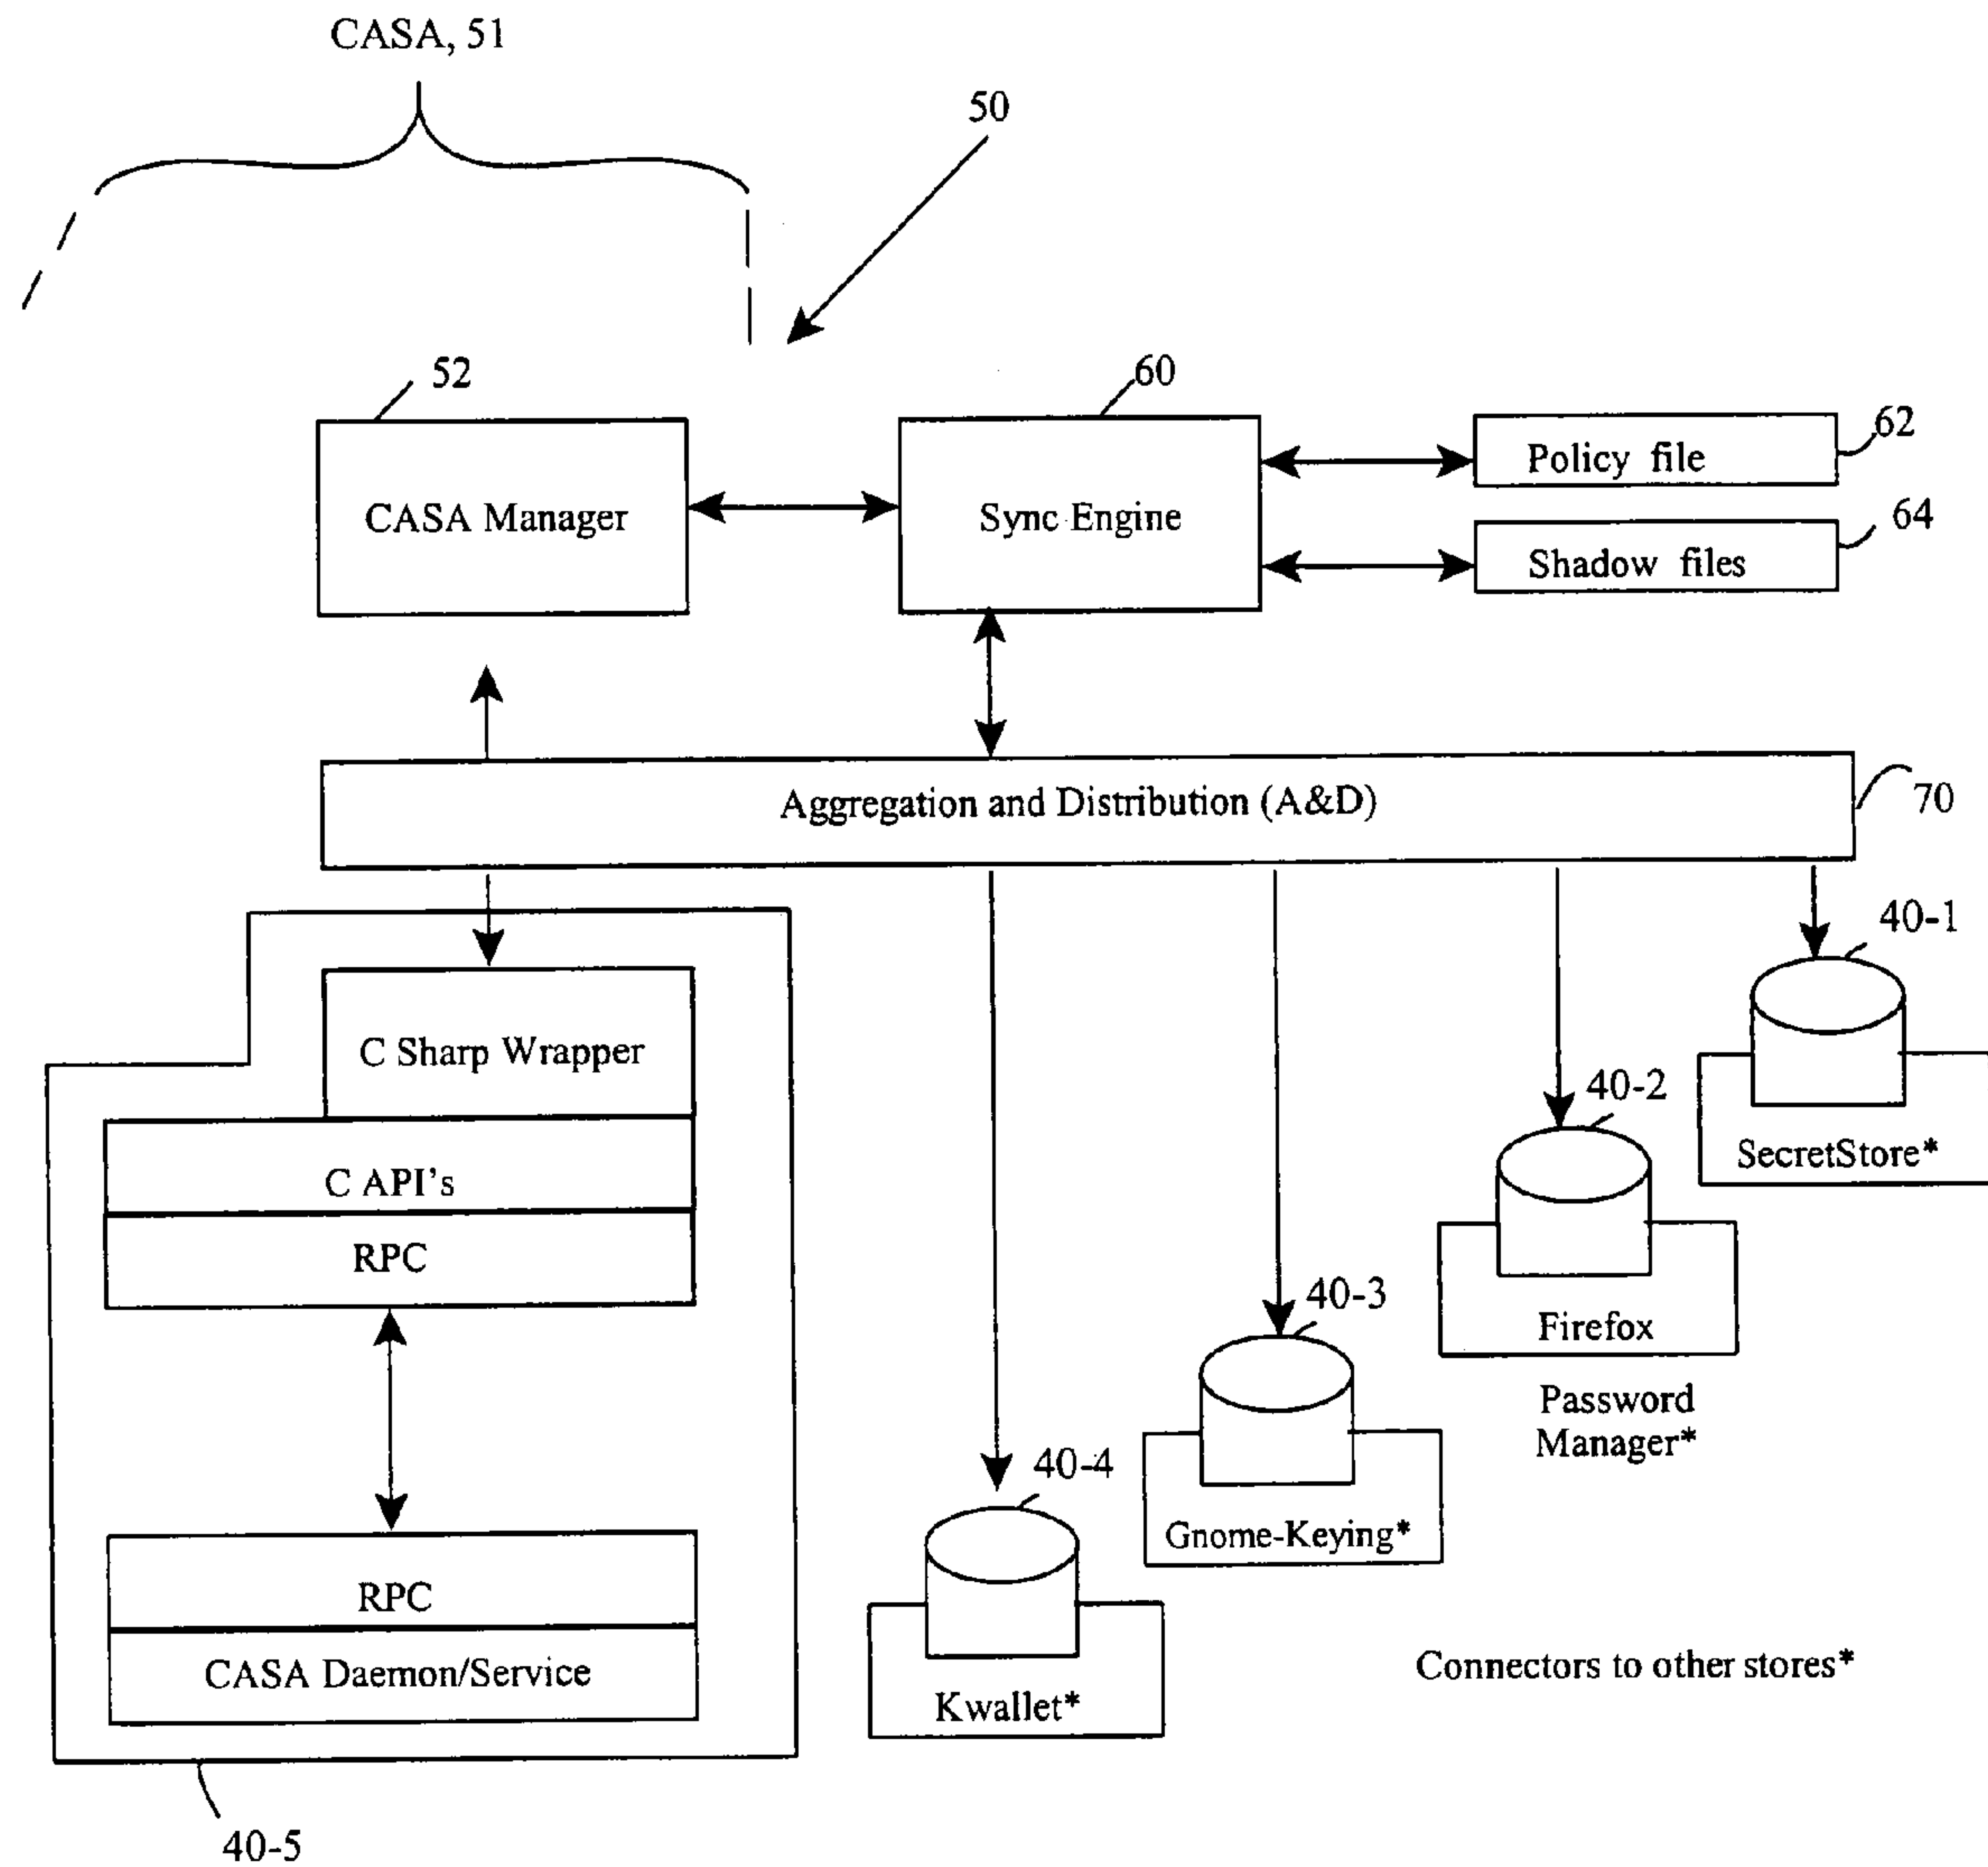 CASA, 51
50
52
60
62
CASA Manager
Sync Engine
Policy file
64
Shadow files
Aggregation and Distribution (A&D)
70
40-1
C Sharp Wrapper
40-2
SecretStore*
C API's
RPC
40-3
Firefox
Password
Manager*
40-4
Gnome-Keying*
RPC
CASA Daemon/Service
Connectors to other stores*
Kwallet*
40-5